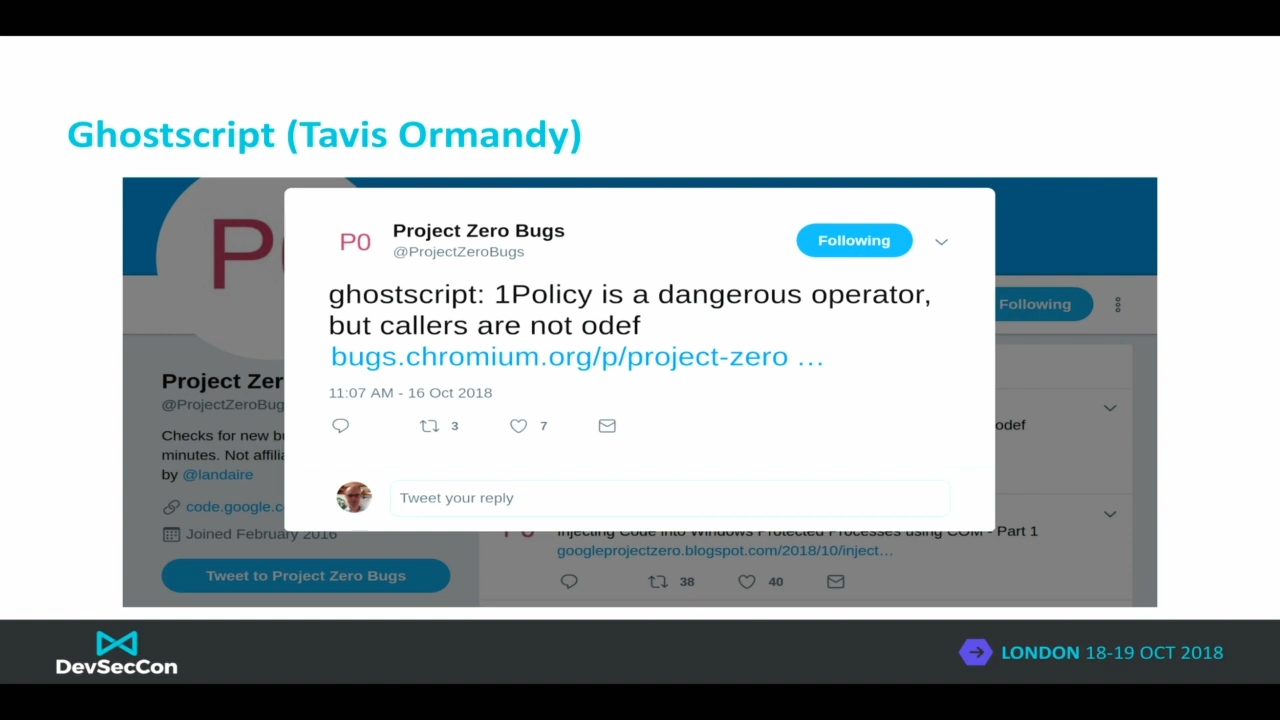 Ghostscript (Tavis Ormandy)
P0
Project Zero Bugs
@ProjectZeroBugs
Following
ghostscript: 1Policy is a dangerous operator,
but callers are not odef
bugs.chromium.org/p/project-zero …
11:07 AM - 16 Oct 2018
3
7
Tweet your reply
P
Following
Project Zer
@ProjectZeroBug
Checks for new
minutes. Not affilia
by @landaire
code.google.c
Joined February 2016
Tweet to Project Zero Bugs
odef
Injecting Code into Windows Protected Processes using COM - Part 1
googleprojectzero.blogspot.com/2018/10/inject…
38
40
DevSecCon
LONDON 18-19 OCT 2018